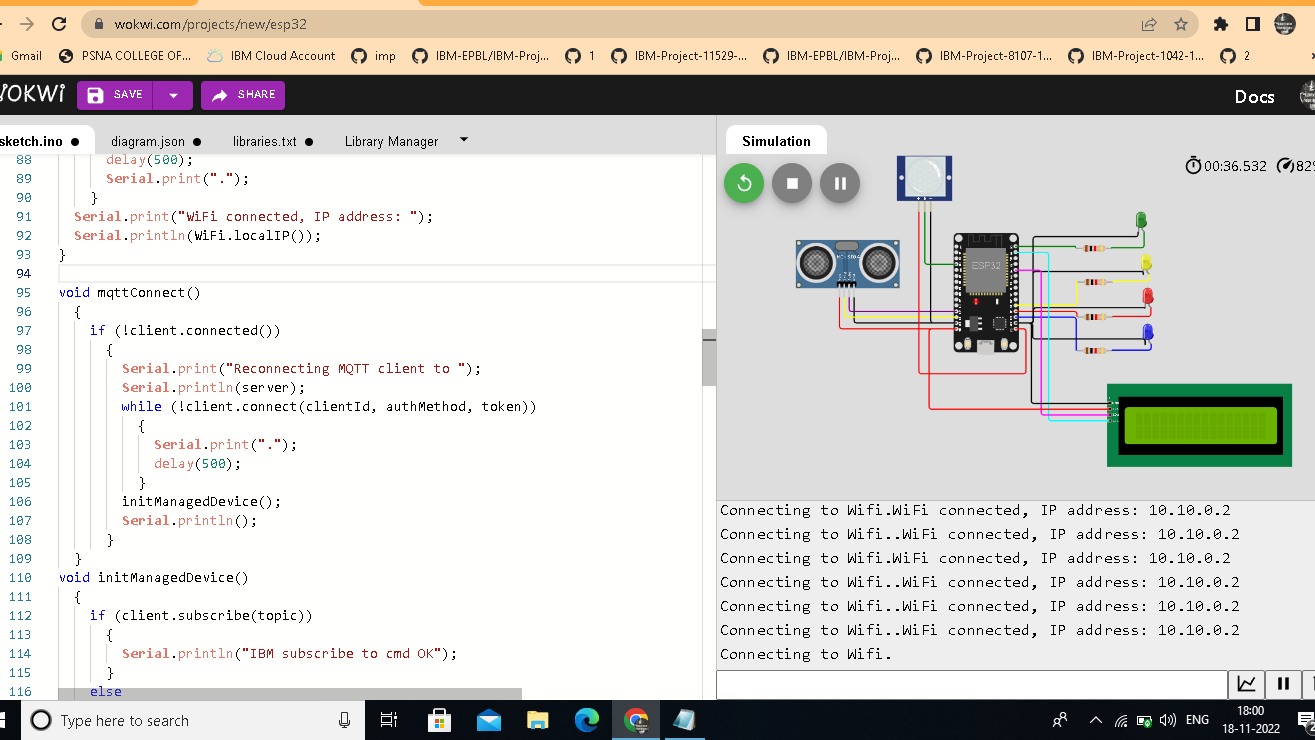 wokwi.com/projects/new/esp32
Gmail PSNA COLLEGE OF... IBM Cloud Account imp IBM-EPBL/IBM-Proj... 1 IBM-Project-11529-... IBM-EPBL/IBM-Proj... IBM-Project-8107-1... IBM-Project-1042-1... 2
WOKWi SAVE SHARE Docs
sketch.ino ● diagram.json ● libraries.txt ● Library Manager
Simulation
00:36.532 829
88 delay(500);
89 Serial.print(".");
90 }
91 Serial.print("WiFi connected, IP address: ");
92 Serial.println(WiFi.localIP());
93 }
94
95 void mqttConnect()
96 {
97 if (!client.connected())
98 {
99 Serial.print("Reconnecting MQTT client to ");
100 Serial.println(server);
101 while (!client.connect(clientId, authMethod, token))
102 {
103 Serial.print(".");
104 delay(500);
105 }
106 initManagedDevice();
107 Serial.println();
108 }
109 }
110 void initManagedDevice()
111 {
112 if (client.subscribe(topic))
113 {
114 Serial.println("IBM subscribe to cmd OK");
115 }
116 else
ESP32
Connecting to Wifi.WiFi connected, IP address: 10.10.0.2
Connecting to Wifi..WiFi connected, IP address: 10.10.0.2
Connecting to Wifi.WiFi connected, IP address: 10.10.0.2
Connecting to Wifi..WiFi connected, IP address: 10.10.0.2
Connecting to Wifi..WiFi connected, IP address: 10.10.0.2
Connecting to Wifi..WiFi connected, IP address: 10.10.0.2
Connecting to Wifi.
Type here to search
ENG
18:00
18-11-2022